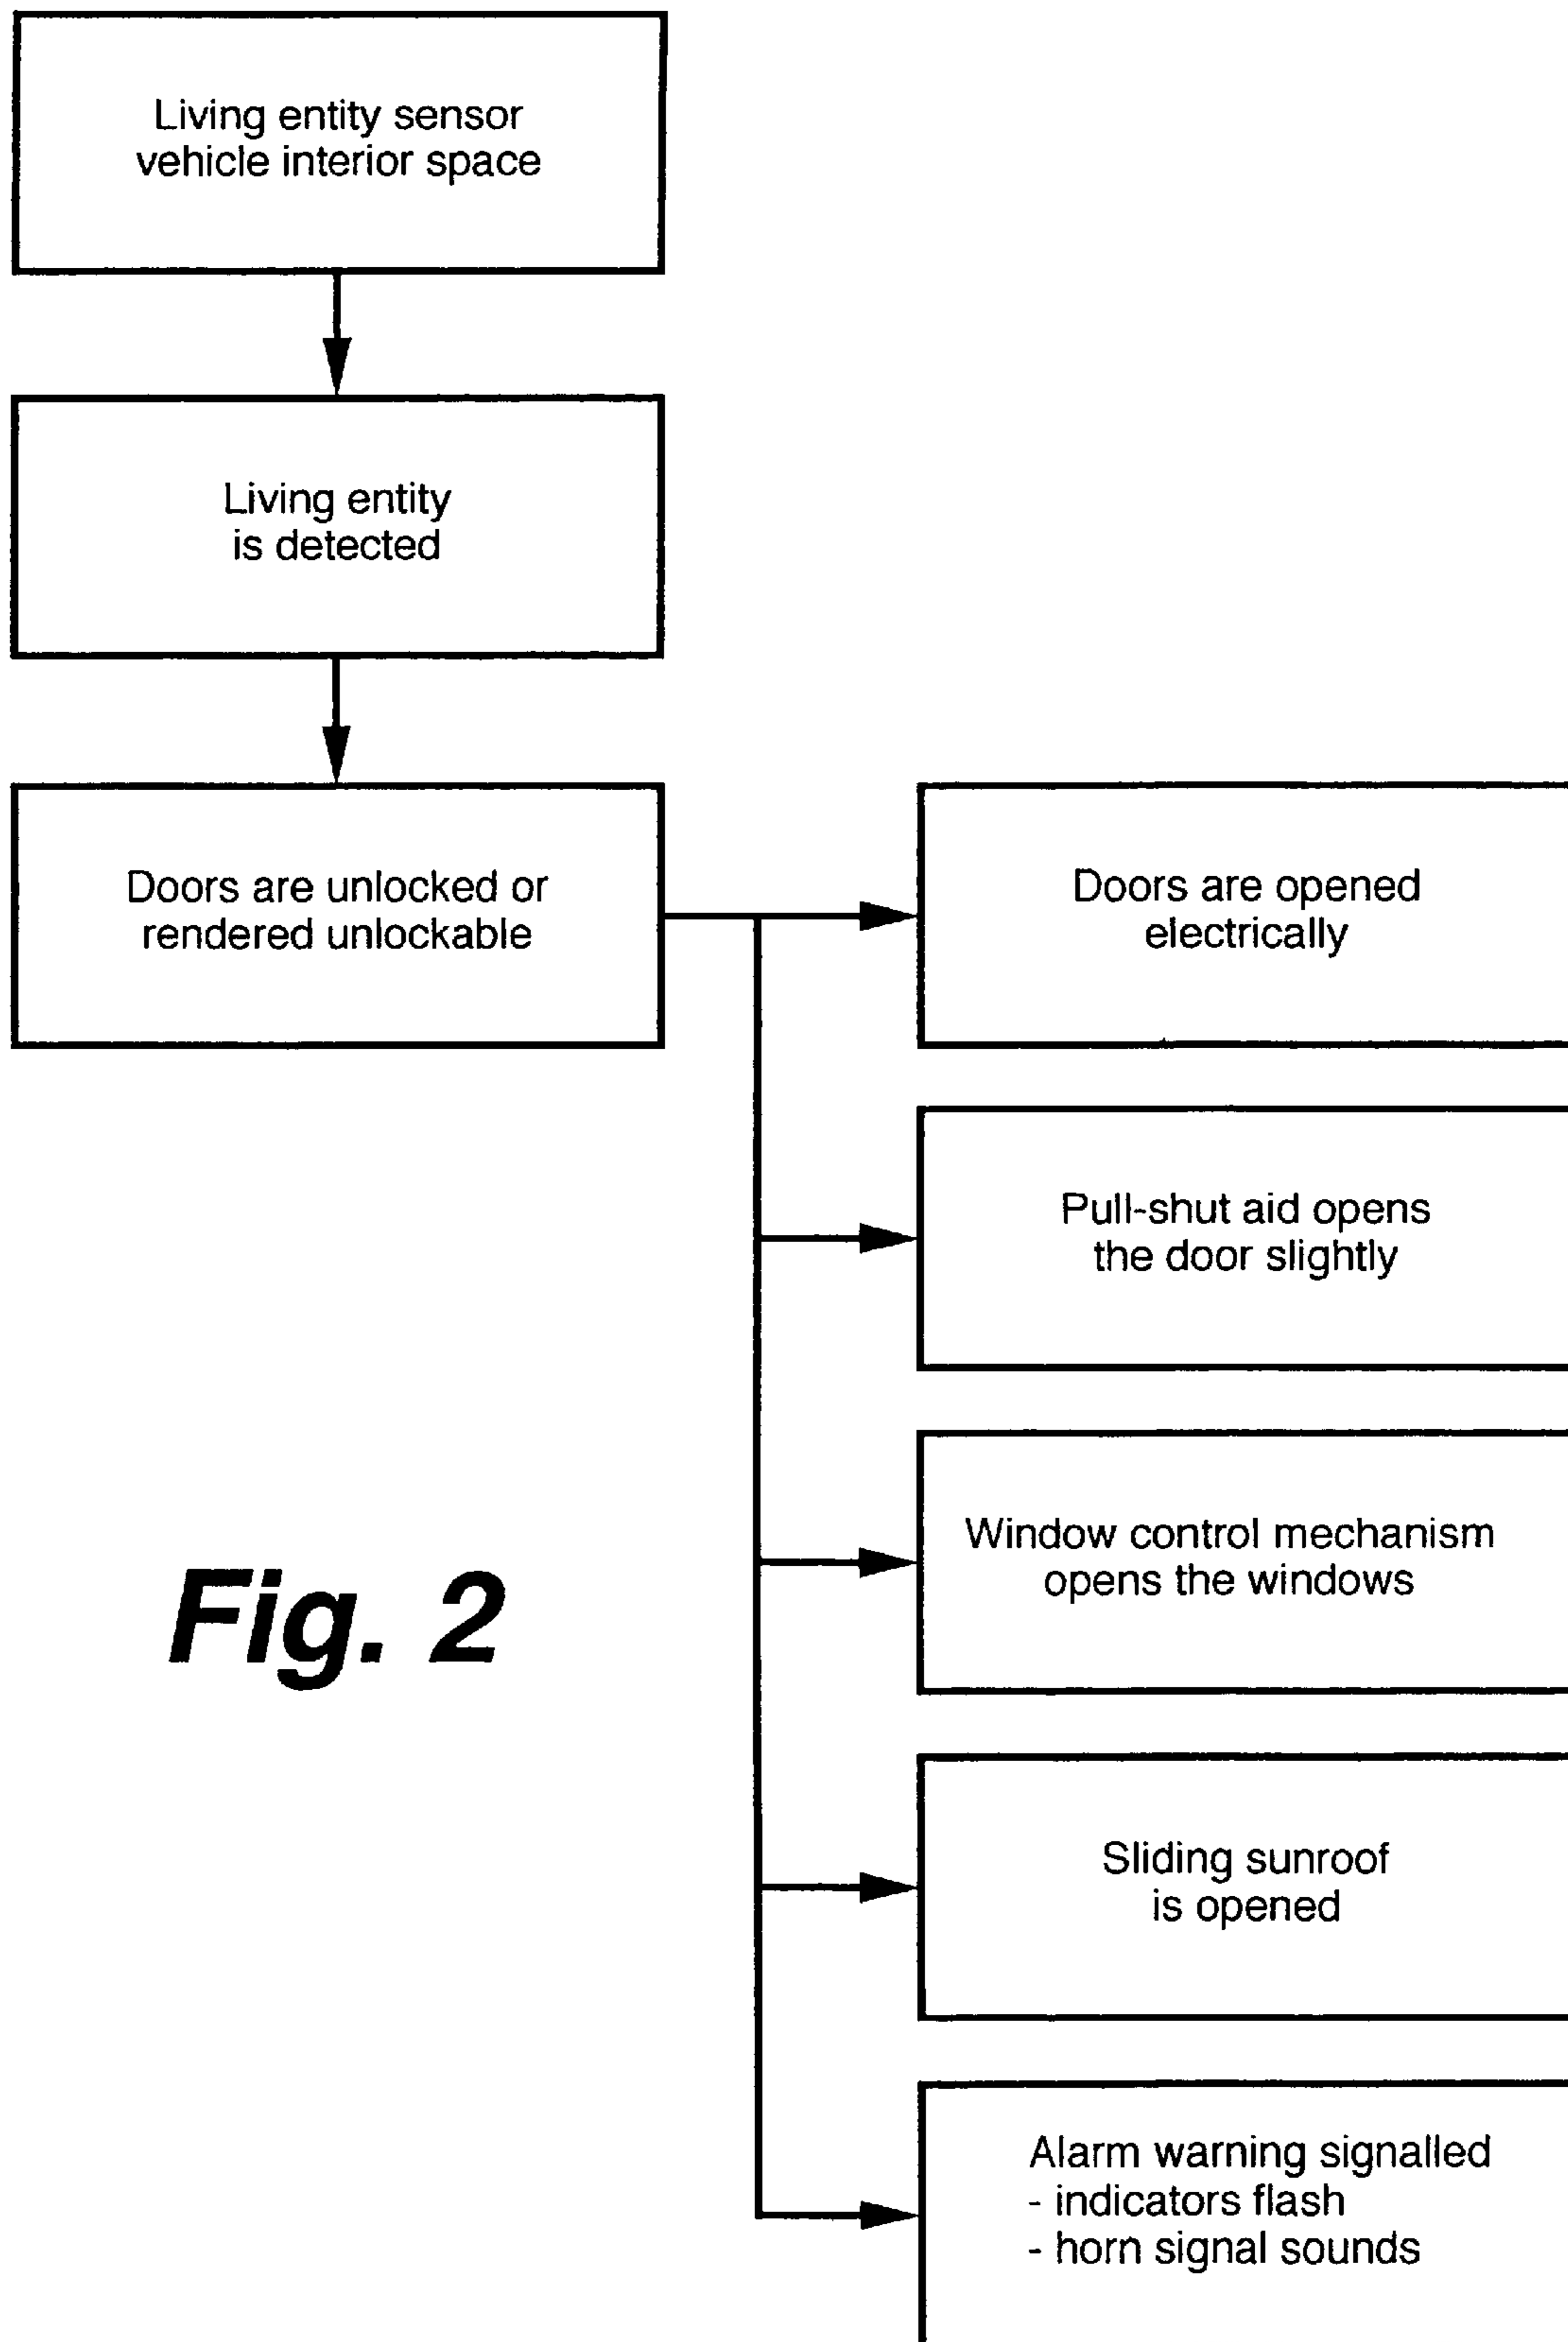 Living entity sensor
vehicle interior space
Living entity
is detected
Doors are unlocked or
rendered unlockable
Doors are opened
electrically
Pull-shut aid opens
the door slightly
Window control mechanism
opens the windows
Sliding sunroof
is opened
Alarm warning signalled
- indicators flash
- horn signal sounds
Fig. 2